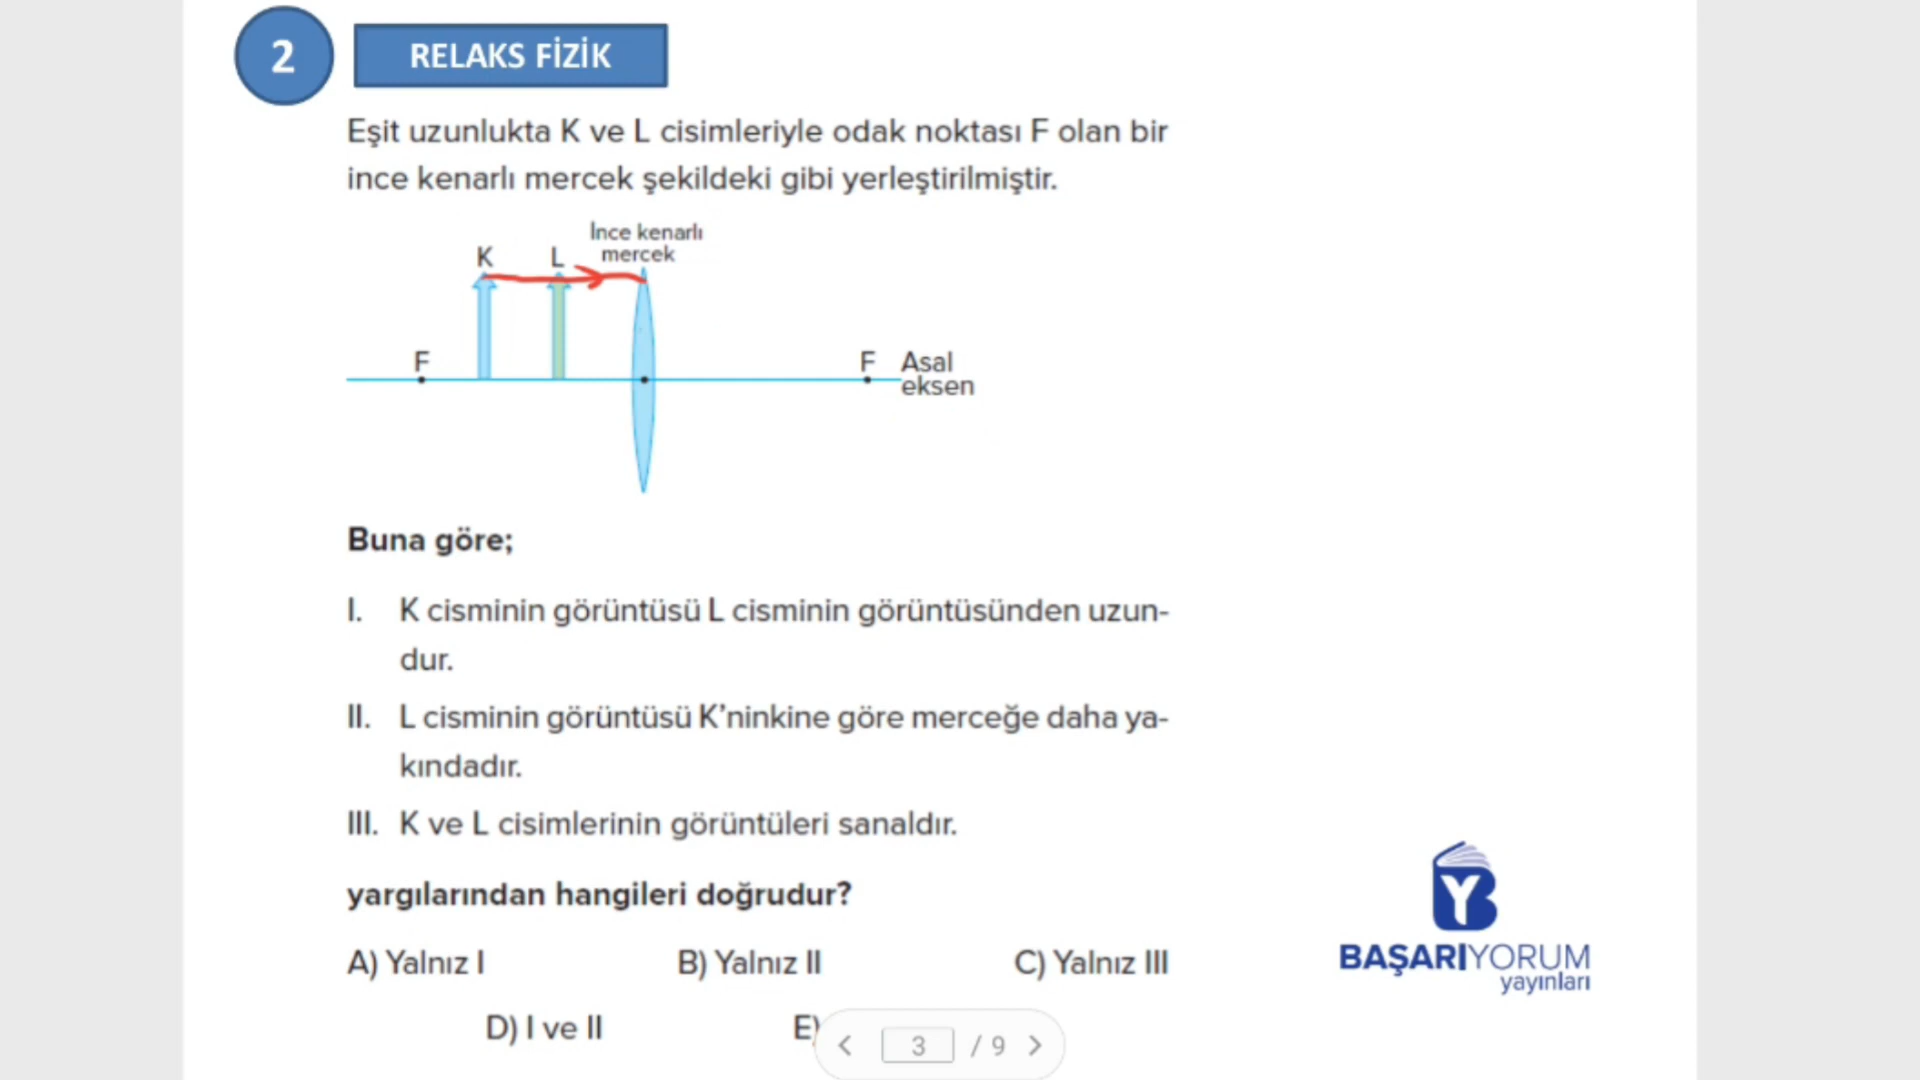 2
RELAKS FİZİK
Eşit uzunlukta K ve L cisimleriyle odak noktası F olan bir
ince kenarlı mercek şekildeki gibi yerleştirilmiştir.
İnce kenarlı
mercek
K
L
F
F
Asal
eksen
Buna göre;
I. K cisminin görüntüsü L cisminin görüntüsünden uzun-
dur.
II. L cisminin görüntüsü K'ninkine göre merceğe daha ya-
kındadır.
III. K ve L cisimlerinin görüntüleri sanaldır.
yargılarından hangileri doğrudur?
A) Yalnız I
B) Yalnız II
C) Yalnız III
D) I ve II
E)
< 3 / 9 >
BAŞARIYORUM
yayınları